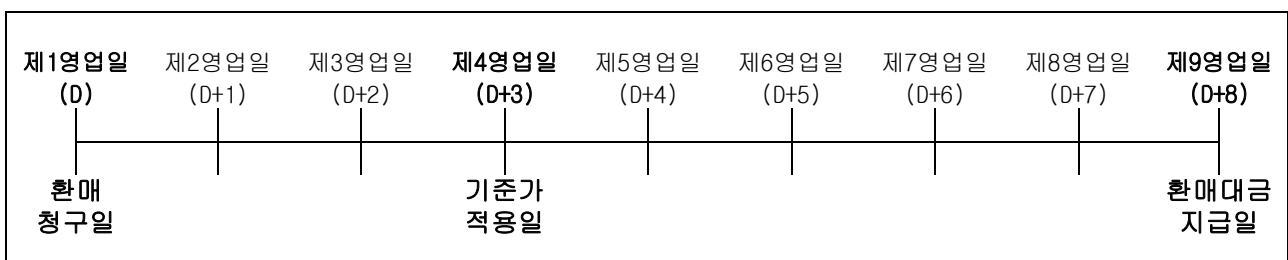 제1영업일 제2영업일 제3영업일 제4영업일 제5영업일 제6영업일 제7영업일 제8영업일 제9영업일
(D) (D+1) (D+2) (D+3) (D+4) (D+5) (D+6) (D+7) (D+8)
환매 기준가 환매대금
청구일 적용일 지급일